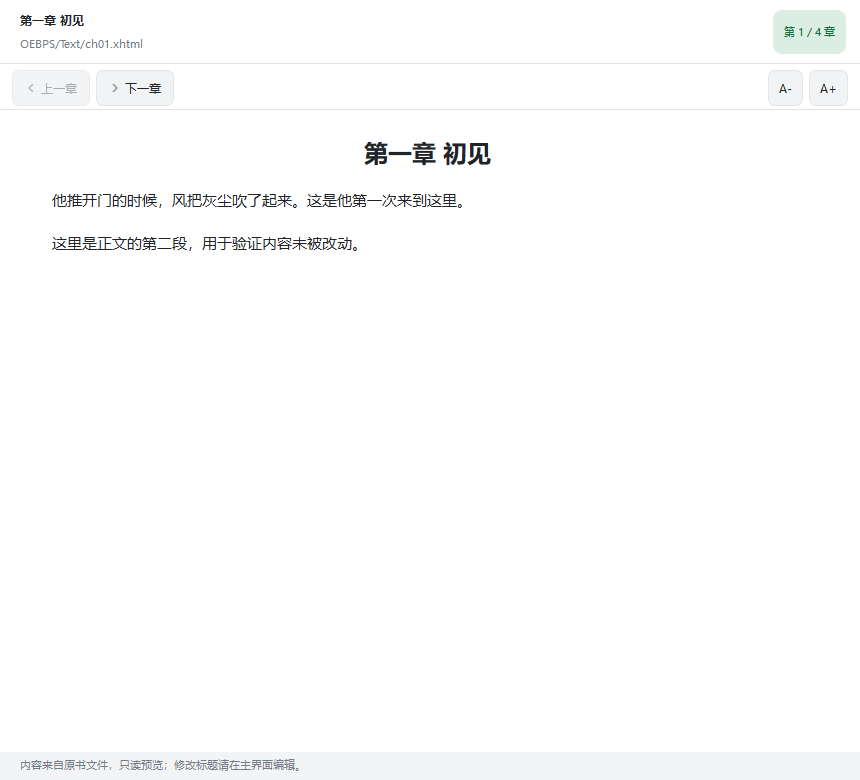 第一章 初见
OEBPS/Text/ch01.xhtml
第 1 / 4 章
上一章
下一章
A-
A+
第一章 初见
他推开门的时候，风把灰尘吹了起来。这是他第一次来到这里。
这里是正文的第二段，用于验证内容未被改动。
内容来自原书文件，只读预览；修改标题请在主界面编辑。